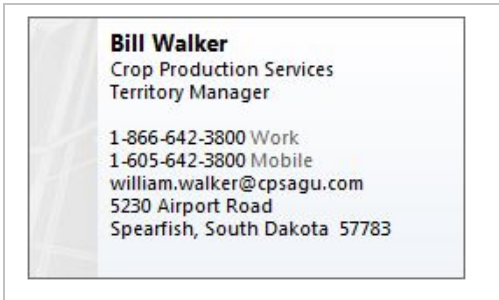 Bill Walker
Crop Production Services
Territory Manager
1-866-642-3800 Work
1-605-642-3800 Mobile
william.walker@cpsagu.com
5230 Airport Road
Spearfish, South Dakota  57783